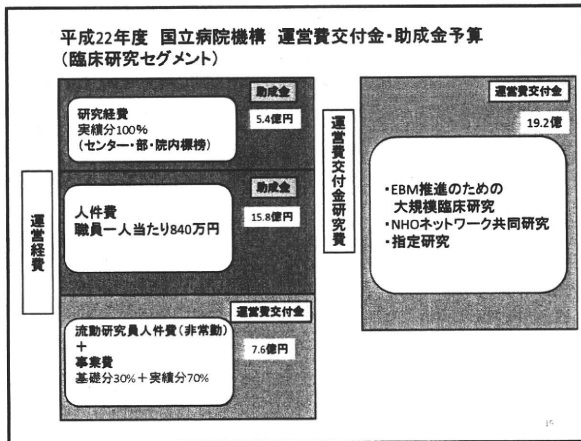 平成22年度 国立病院機構 運営費交付金・助成金予算
(臨床研究セグメント)
運営経費
助成金
研究経費
実績分100%
(センター・部・院内標榜)
5.4億円
助成金
人件費
職員一人当たり840万円
15.8億円
運営費交付金
流動研究員人件費(非常勤)
+
事業費
基礎分30%+実績分70%
7.6億円
運営費交付金研究費
運営費交付金
19.2億
・EBM推進のための
大規模臨床研究
・NHOネットワーク共同研究
・指定研究